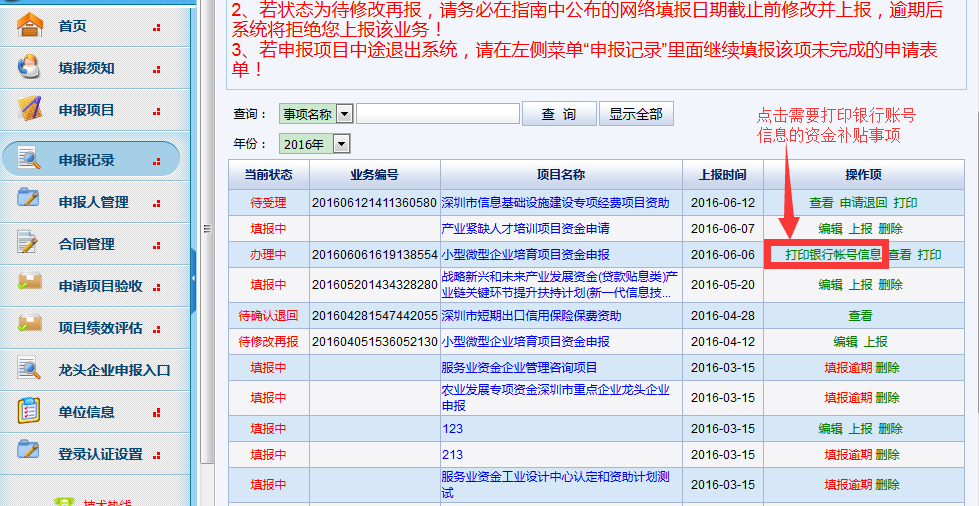 首页
填报须知
申报项目
申报记录
申报人管理
合同管理
申请项目验收
项目绩效评估
龙头企业申报入口
单位信息
登录认证设置
技术热线
2、若状态为待修改再报，请务必在指南中公布的网络填报日期截止前修改并上报，逾期后
系统将拒绝您上报该业务！
3、若申报项目中途退出系统，请在左侧菜单“申报记录”里面继续填报该项未完成的申请表
单！
查询： 事项名称 查 询 显示全部
年份： 2016年
点击需要打印银行账号
信息的资金补贴事项
当前状态 业务编号 项目名称 上报时间 操作项
待受理 201606121411360580 深圳市信息基础设施建设专项经费项目资助 2016-06-12 查看 申请退回 打印
填报中 产业紧缺人才培训项目资金申请 2016-06-07 编辑 上报 删除
办理中 201606061619138554 小型微型企业培育项目资金申报 2016-06-06 打印银行帐号信息 查看 打印
填报中 201605201434328280 战略新兴和未来产业发展资金(贷款贴息类)产
业链关键环节提升扶持计划(新一代信息技... 2016-05-20 编辑 上报 删除
待确认退回 201604281547442055 深圳市短期出口信用保险保费资助 2016-04-28 查看
待修改再报 201604051536052130 小型微型企业培育项目资金申报 2016-04-12 编辑 上报
填报中 服务业资金企业管理咨询项目 2016-03-15 填报逾期 删除
填报中 农业发展专项资金深圳市重点企业龙头企业
申报 2016-03-15 填报逾期 删除
填报中 123 2016-03-15 编辑 上报 删除
填报中 213 2016-03-15 填报逾期 删除
填报中 服务业资金工业设计中心认定和资助计划测
试 2016-03-15 填报逾期 删除